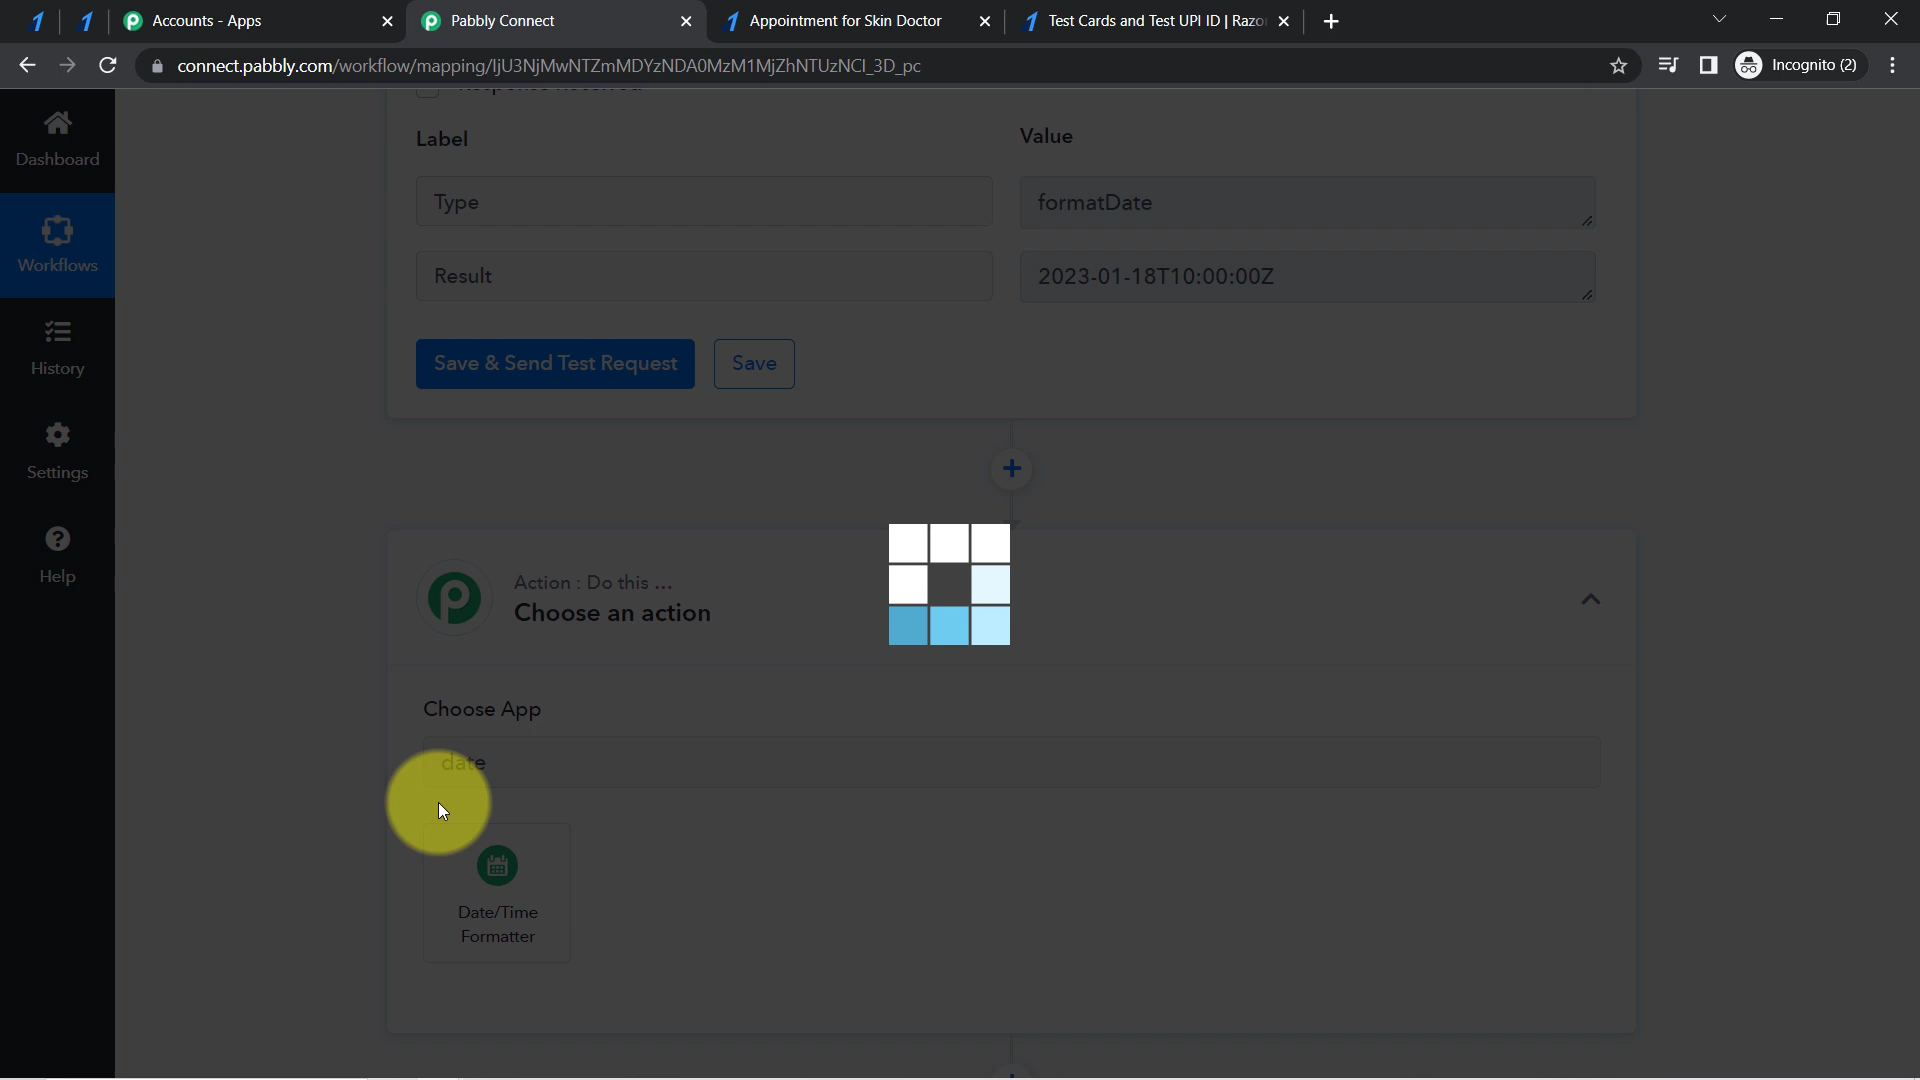 Accounts - Apps
Pabbly Connect
Appointment for Skin Doctor
Test Cards and Test UPI ID | Razo
connect.pabbly.com/workflow/mapping/IjU3NjMwNTZmMDYzNDA0MzM1MjZhNTUzNCI_3D_pc
Incognito (2)
Dashboard
Workflows
History
Settings
Help
Label
Value
Type
formatDate
Result
2023-01-18T10:00:00Z
Save & Send Test Request
Save
Action : Do this ...
Choose an action
Choose App
date
Date/Time
Formatter